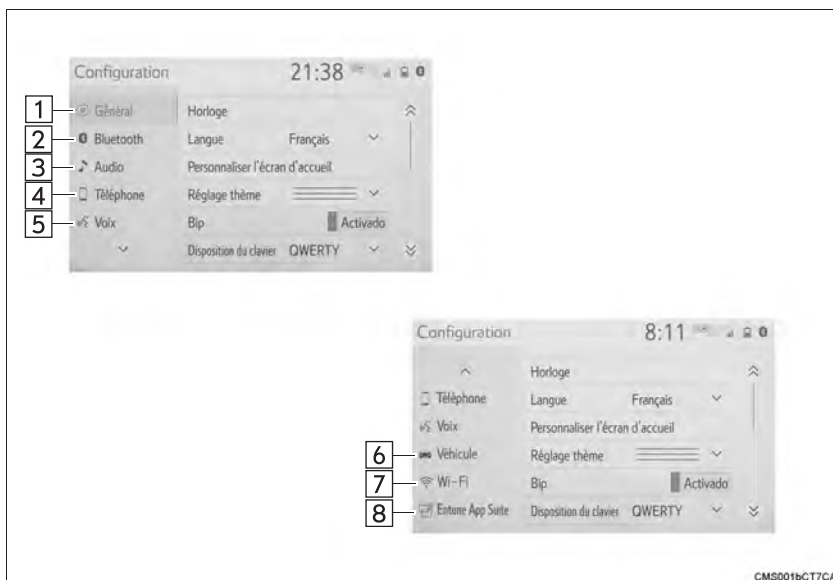 Configuration 21:38
1 Général Horloge
2 Bluetooth Langue Français
3 Audio Personnaliser l'écran d'accueil
4 Téléphone Réglage thème
5 Voix Bip Activado
Disposition du clavier QWERTY
Configuration 8:11
Horloge
Téléphone Langue Français
Voix Personnaliser l'écran d'accueil
6 Véhicule Réglage thème
7 Wi-Fi Bip Activado
8 Entune App Suite Disposition du clavier QWERTY
CMS001bCT7CA